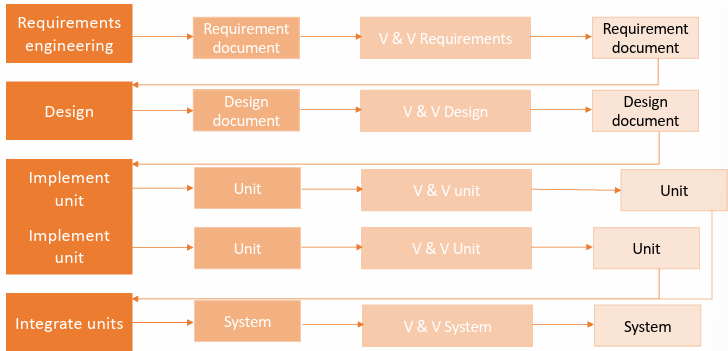 Requirements
engineering
Requirement
document
V & V Requirements
Requirement
document
Design
Design
document
V & V Design
Design
document
Implement
unit
Unit
V & V unit
Unit
Implement
unit
Unit
V & V Unit
Unit
Integrate units
System
V & V System
System